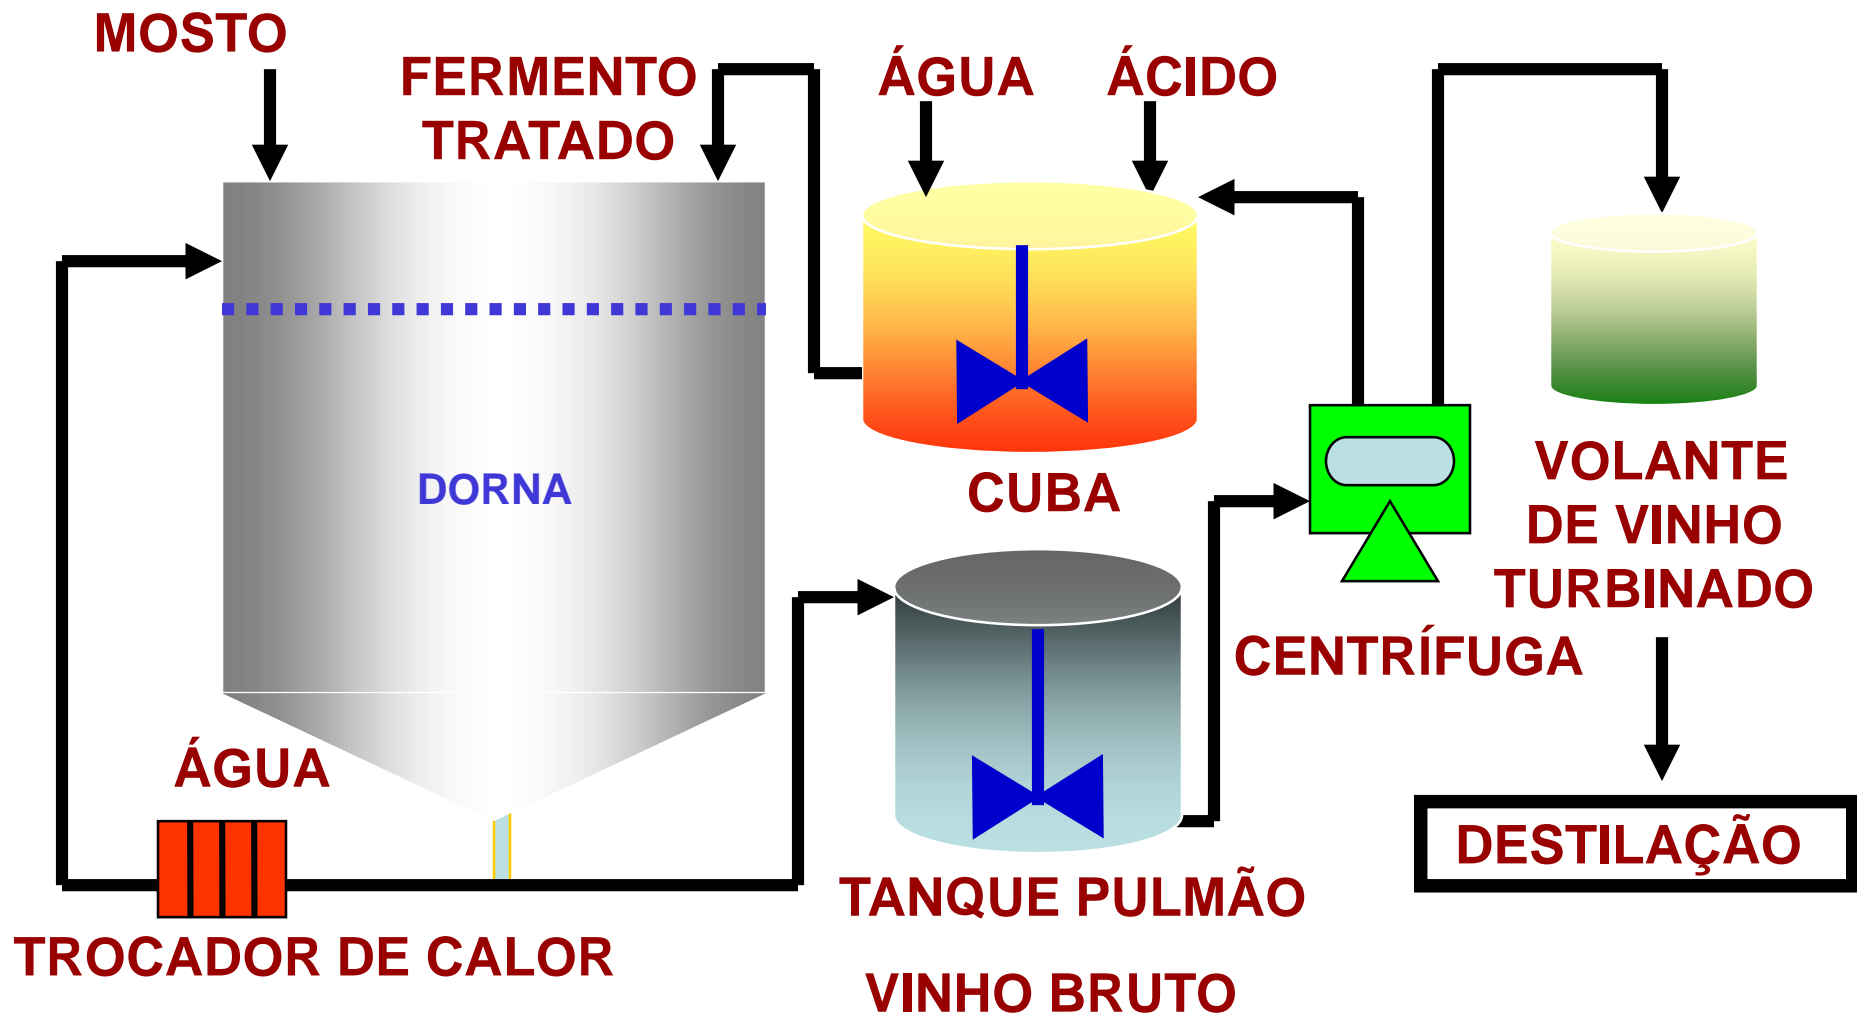 MOSTO
FERMENTO
TRATADO
ÁGUA
ÁCIDO
DORNA
CUBA
VOLANTE
DE VINHO
TURBINADO
CENTRÍFUGA
ÁGUA
DESTILAÇÃO
TANQUE PULMÃO
TROCADOR DE CALOR
VINHO BRUTO